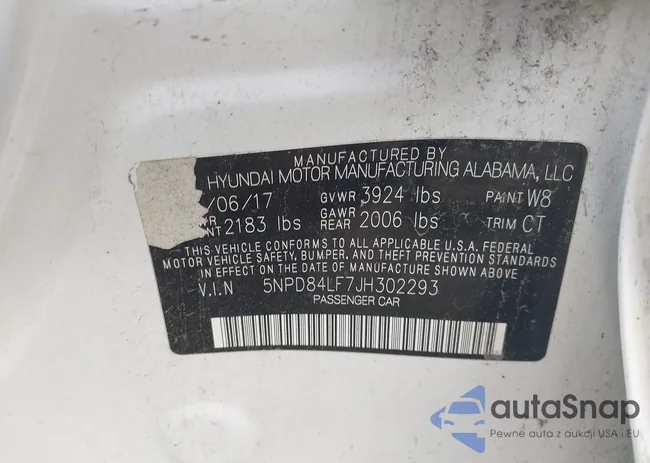 MANUFACTURED BY
HYUNDAI MOTOR MANUFACTURING ALABAMA, LLC
/06/17 GVWR 3924 lbs PAINT W8
2183 lbs GAWR REAR 2006 lbs TRIM CT
THIS VEHICLE CONFORMS TO ALL APPLICABLE U.S.A. FEDERAL
MOTOR VEHICLE SAFETY, BUMPER, AND THEFT PREVENTION STANDARDS
IN EFFECT ON THE DATE OF MANUFACTURE SHOWN ABOVE.
V.I.N 5NPD84LF7JH302293
PASSENGER CAR
autoSnap
Pewne auta z aukcji USA i EU